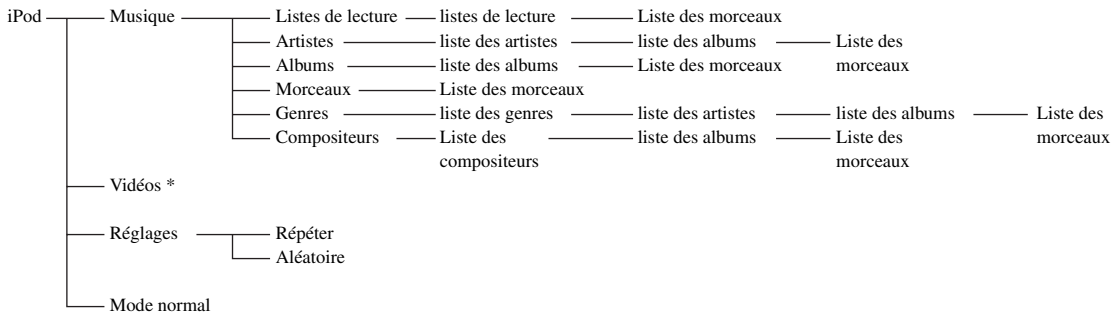 iPod Musique Listes de lecture listes de lecture Liste des morceaux
Artistes liste des artistes liste des albums Liste des morceaux
Albums liste des albums Liste des morceaux
Morceaux Liste des morceaux
Genres liste des genres liste des artistes liste des albums Liste des morceaux
Compositeurs Liste des compositeurs liste des albums Liste des morceaux
Vidéos *
Réglages Répéter
Aléatoire
Mode normal